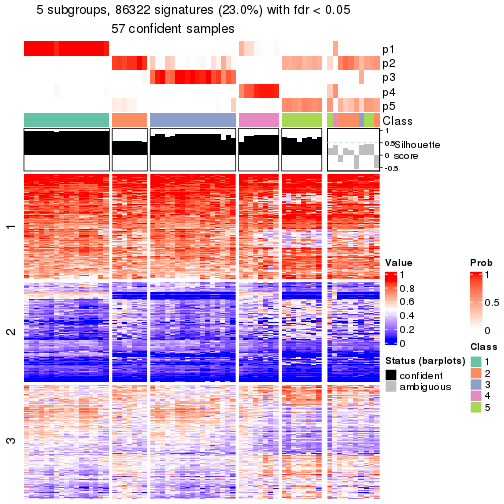 5 subgroups, 86322 signatures (23.0%) with fdr < 0.05
57 confident samples
p1
p2
p3
p4
p5
Class
1
0.5
0
-0.5
Silhouette
score
1
2
3
Value
1
0.8
0.6
0.4
0.2
0
Prob
1
0.5
0
Status (barplots)
confident
ambiguous
Class
1
2
3
4
5